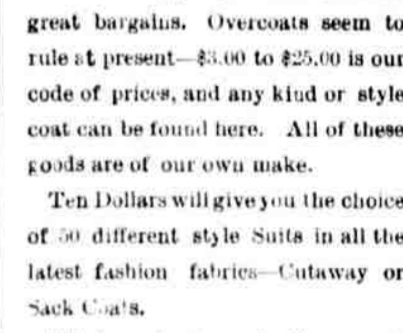 great bargains. Overcoats seem to
rule at present—$3.00 to $25.00 is our
code of prices, and any kind or style
coat can be found here. All of these
goods are of our own make.
Ten Dollars will give you the choice
of 50 different style Suits in all the
latest fashion fabrics—Cutaway or
Sack Coats.